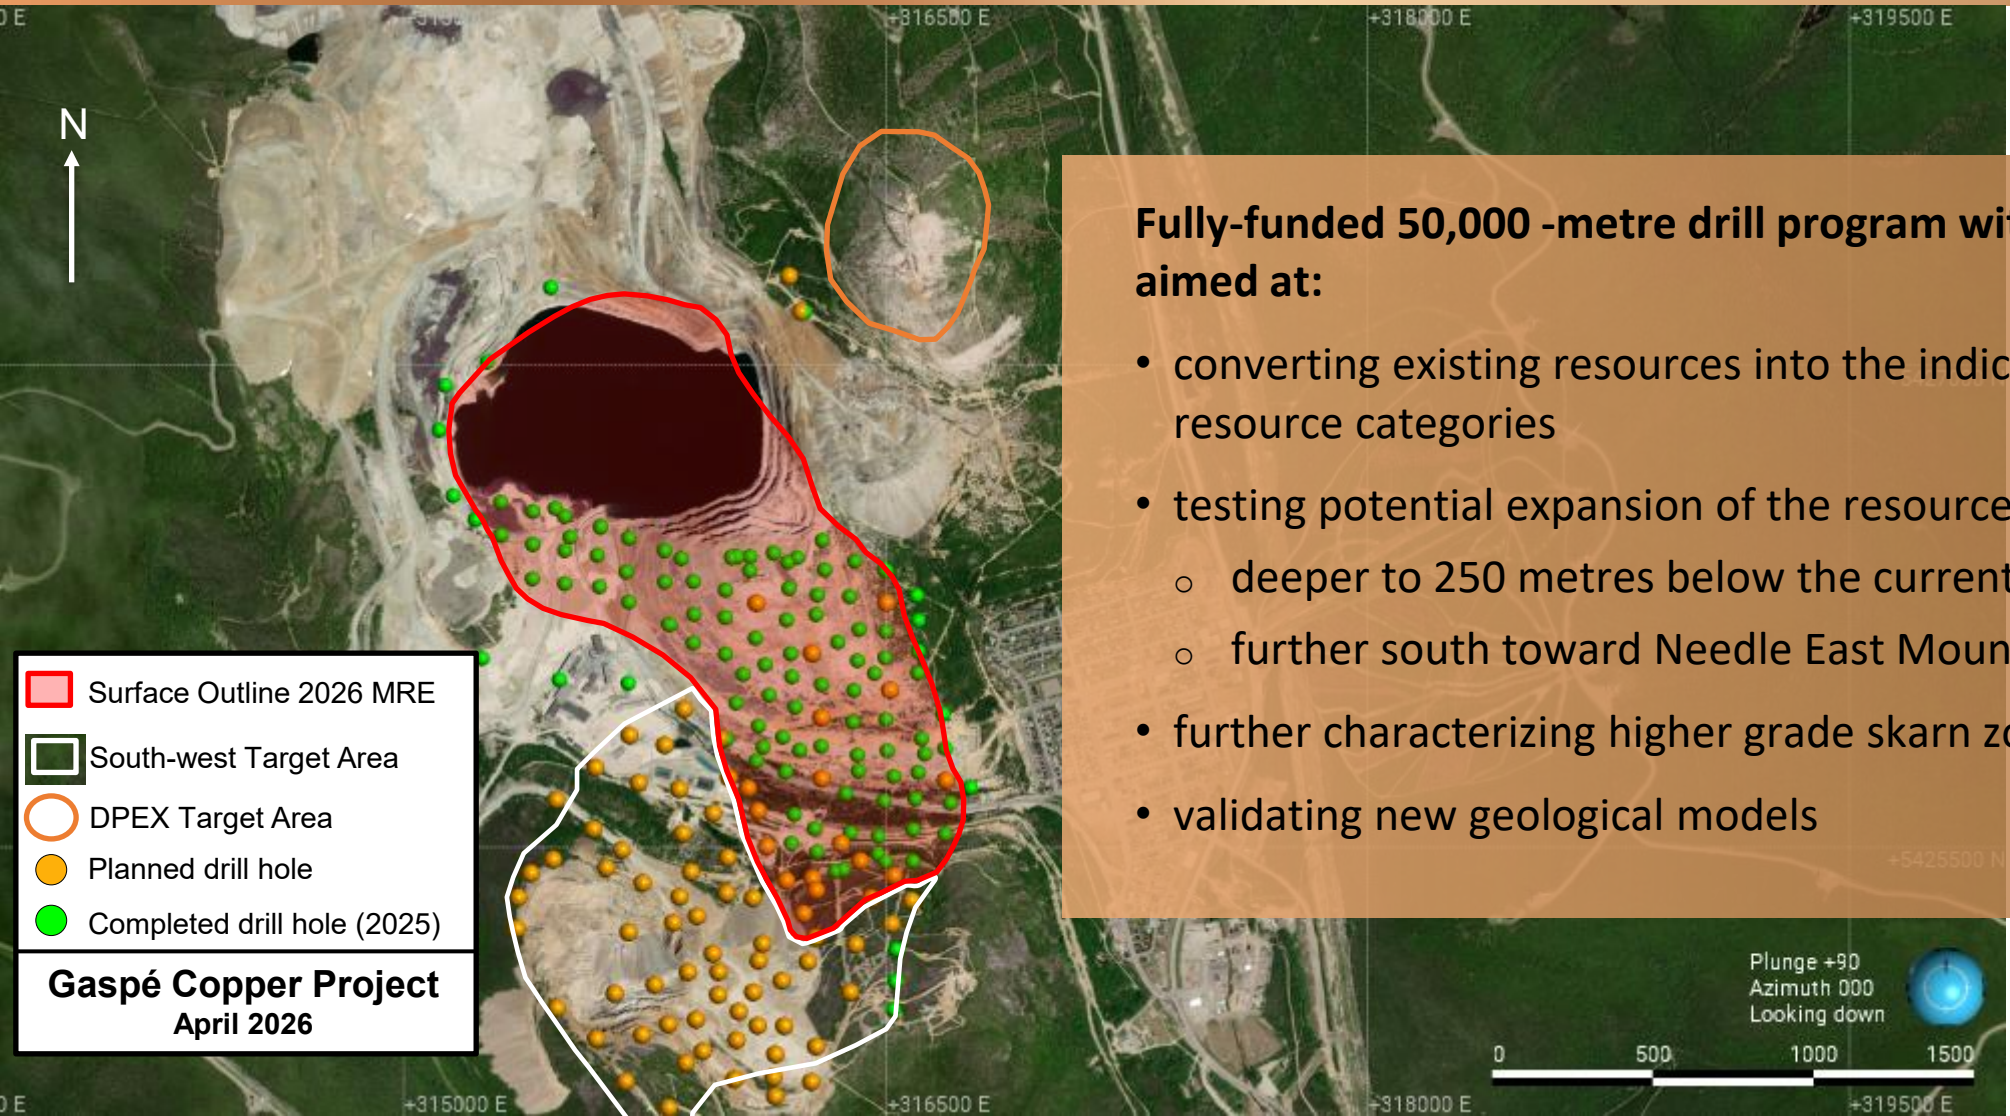 +316500 E
+318000 E
+319500 E
N
Fully-funded 50,000 -metre drill program
aimed at:
• converting existing resources into the
resource categories
• testing potential expansion of the resource
o deeper to 250 metres below the current
o further south toward Needle East
• further characterizing higher grade skarn
• validating new geological models
+5425500 N
Surface Outline 2026 MRE
South-west Target Area
DPEX Target Area
Planned drill hole
Completed drill hole (2025)
Gaspé Copper Project
April 2026
Plunge +90
Azimuth 000
Looking down
0 500 1000 1500
+315000 E
+316500 E
+318000 E
+319500 E